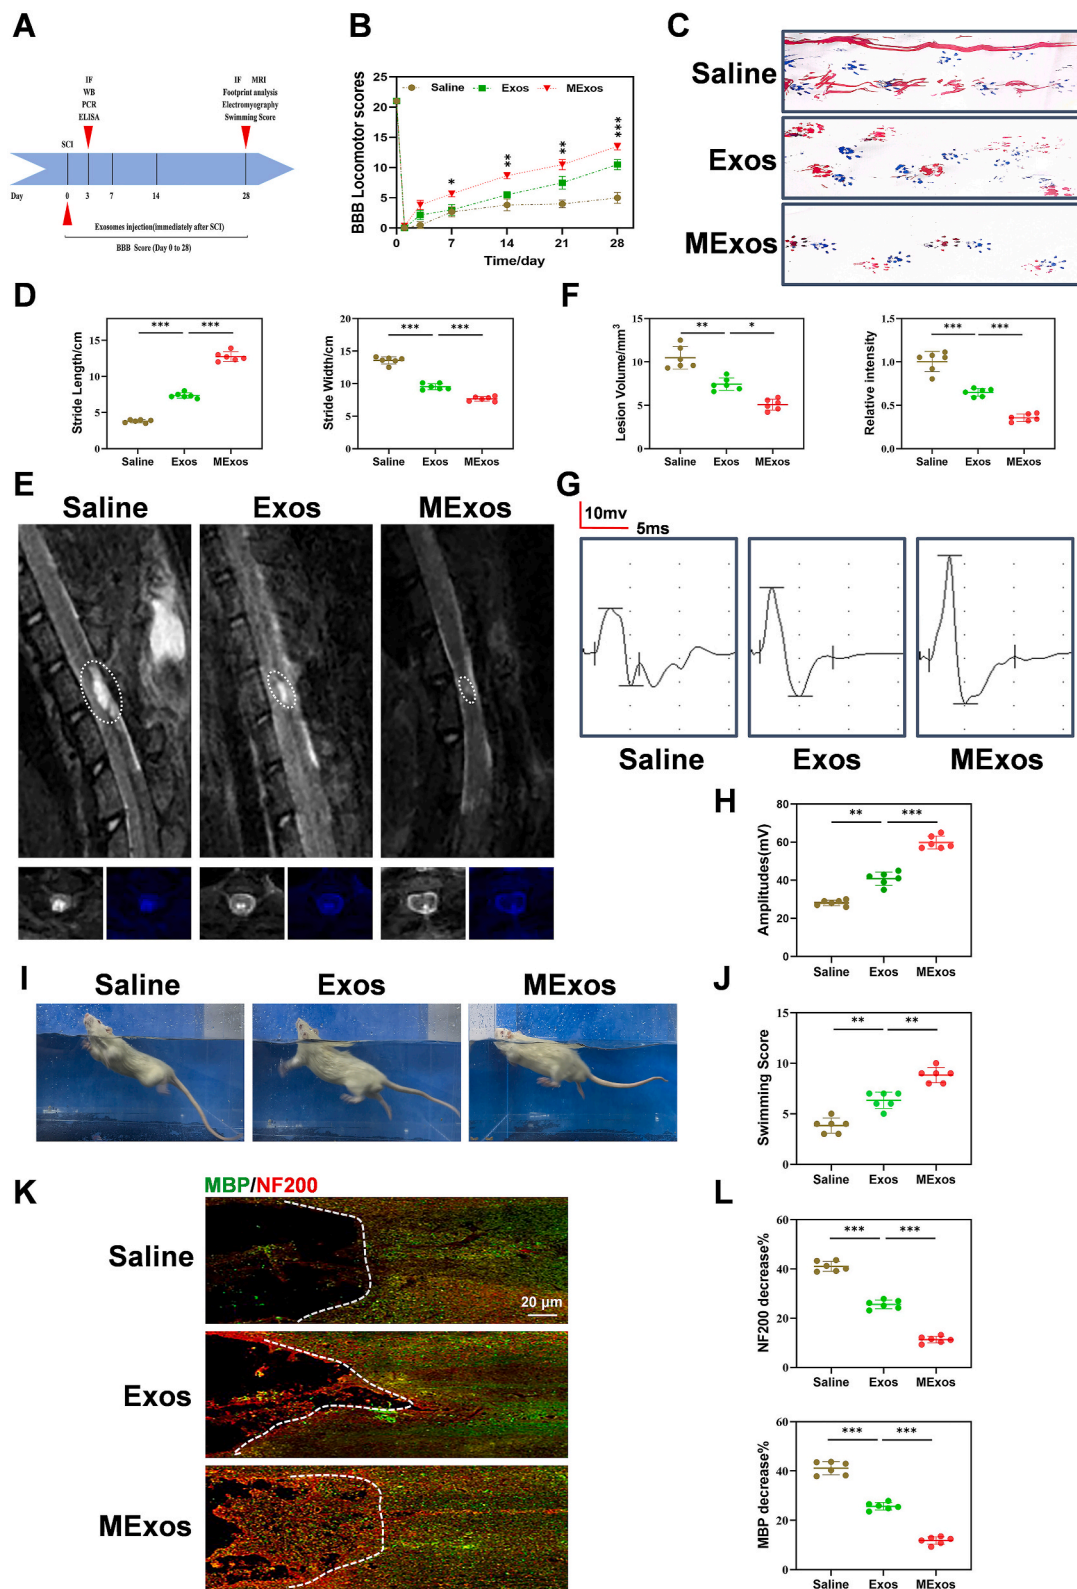 A
IF
WB
PCR
ELISA
IF MRI
Footprint analysis
Electromyography
Swimming Score
SCI
Day 0 3 7 14 28
Exosomes injection(immediately after SCI)
BBB Score (Day 0 to 28)
B
BBB Locomotor scores
25
20
15
10
5
0
Saline Exos MExos
*
**
**
***
0 7 14 21 28
Time/day
C
Saline
Exos
MExos
D
Stride Length/cm
15
10
5
0
*** ***
Saline Exos MExos
Stride Width/cm
20
15
10
5
0
*** ***
Saline Exos MExos
F
Lesion Volume/mm³
15
10
5
0
** *
Saline Exos MExos
Relative intensity
1.5
1.0
0.5
0.0
*** ***
Saline Exos MExos
E
Saline Exos MExos
G
10mv
5ms
Saline Exos MExos
H
Amplitudes(mV)
80
60
40
20
0
** ***
Saline Exos MExos
I
Saline Exos MExos
J
Swimming Score
15
10
5
0
** **
Saline Exos MExos
K
MBP/NF200
Saline
20 μm
Exos
MExos
L
NF200 decrease%
60
40
20
0
*** ***
Saline Exos MExos
MBP decrease%
60
40
20
0
*** ***
Saline Exos MExos